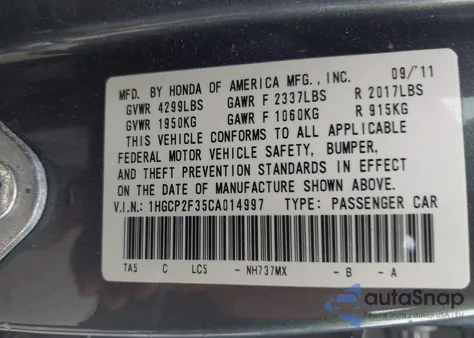 MFD. BY HONDA OF AMERICA MFG.,INC. 09/'11
GVWR 4299LBS GAWR F 2337LBS R 2017LBS
GVWR 1950KG GAWR F 1060KG R 915KG
THIS VEHICLE CONFORMS TO ALL APPLICABLE
FEDERAL MOTOR VEHICLE SAFETY, BUMPER,
AND THEFT PREVENTION STANDARDS IN EFFECT
ON THE DATE OF MANUFACTURE SHOWN ABOVE.
V.I.N.: 1HGCP2F35CA014997 TYPE: PASSENGER CAR
TA5 C LC5 - NH737MX - B - A
autoSnap